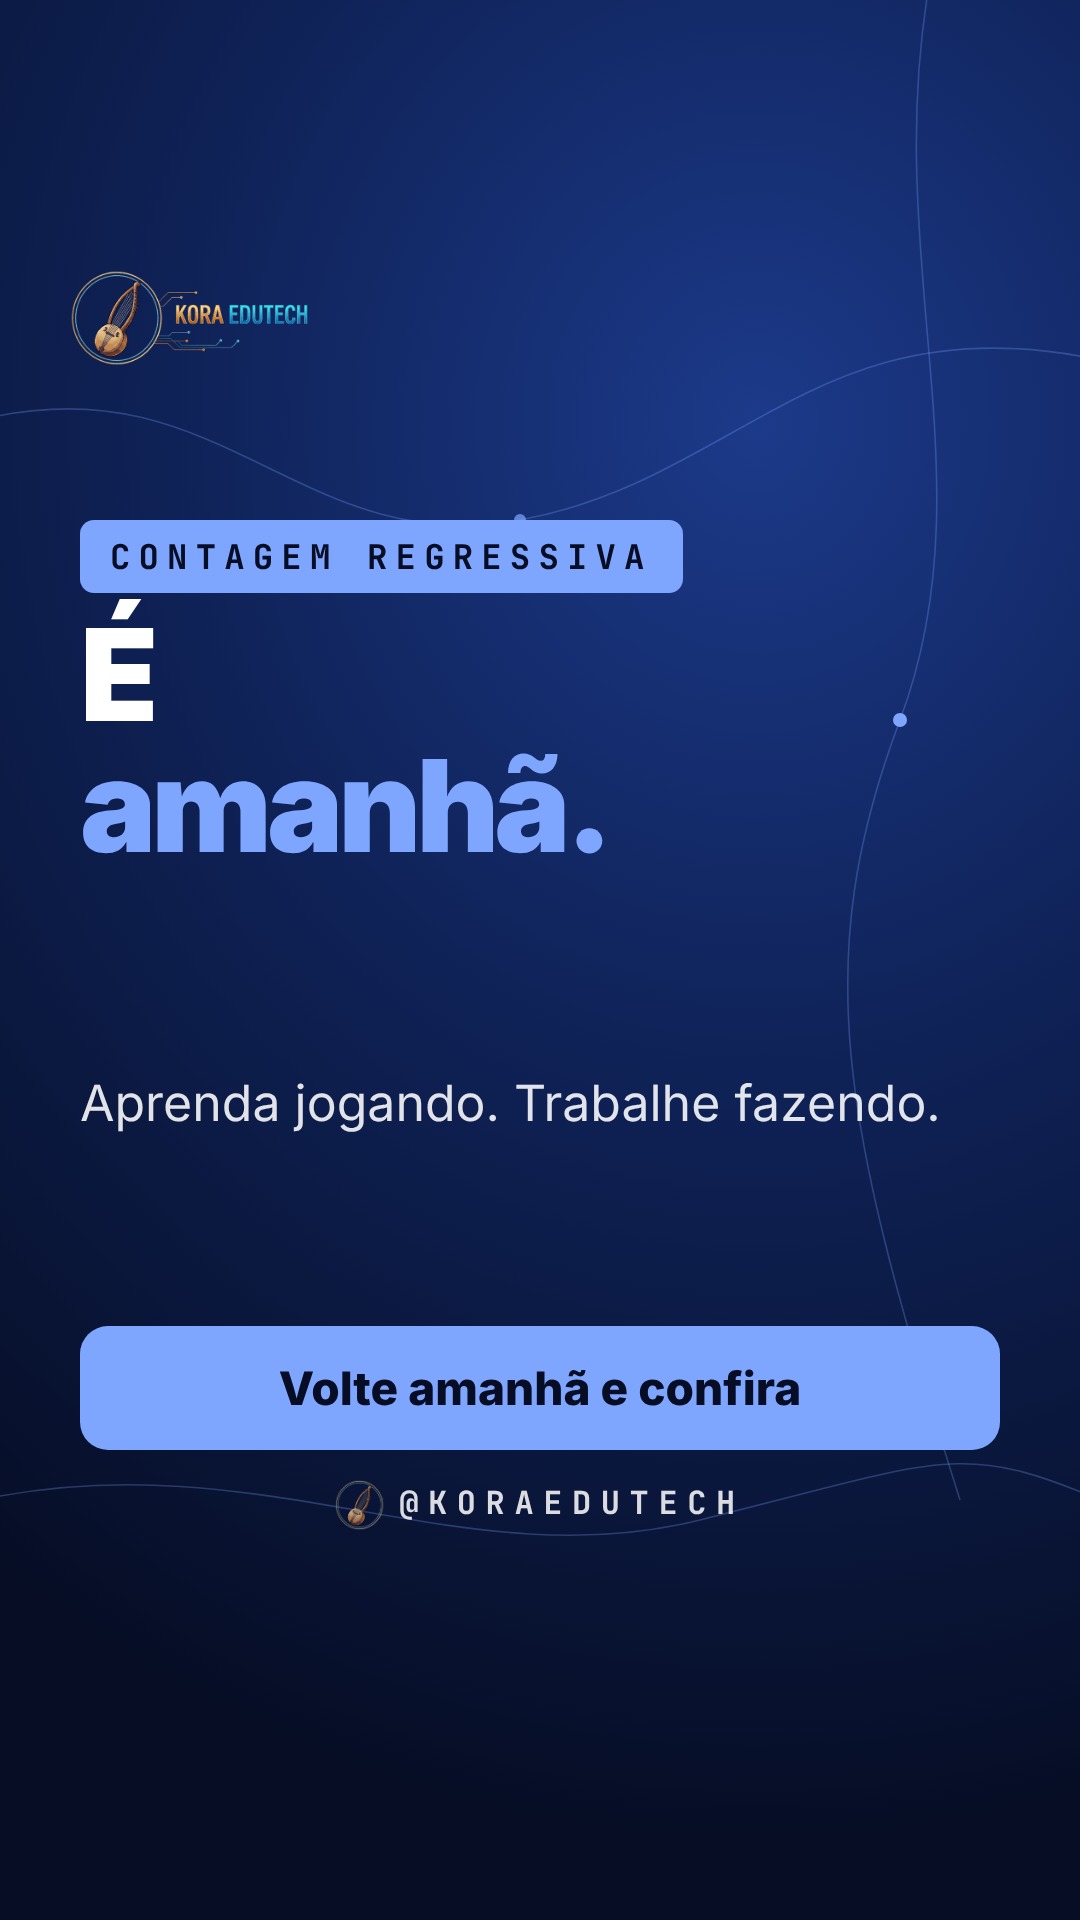 KORA EDUTECH
CONTAGEM REGRESSIVA
É
amanhã.
Aprenda jogando. Trabalhe fazendo.
Volte amanhã e confira
@KORAEDUTECH